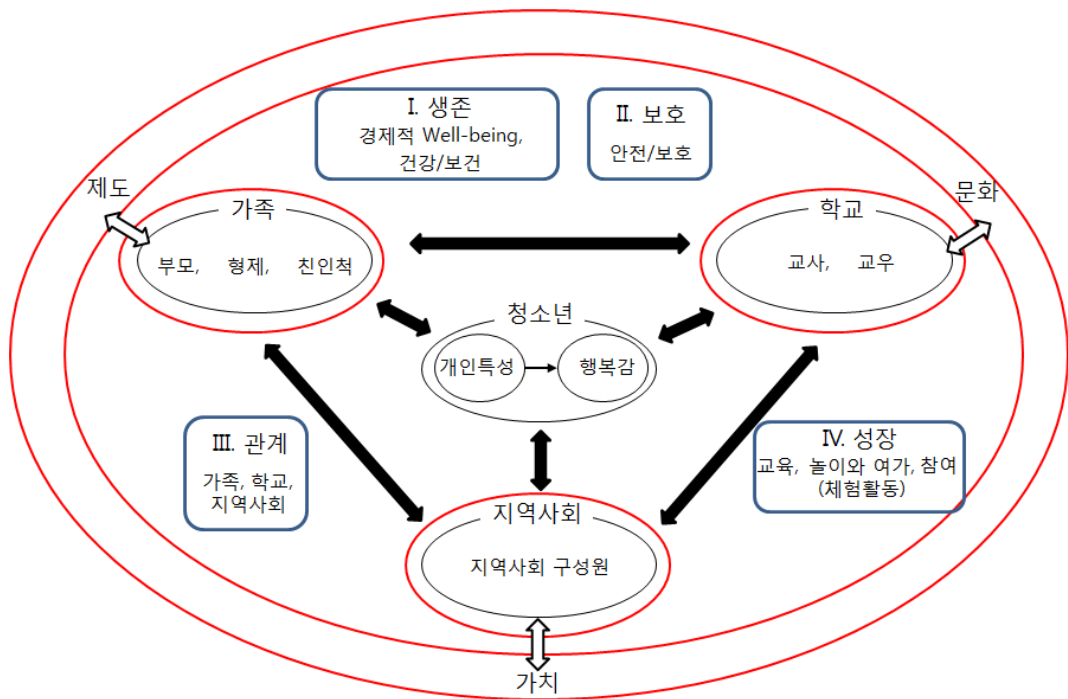 Ⅰ. 생존
경제적 Well-being,
건강/보건
Ⅱ. 보호
안전/보호
제도
문화
가족
부모, 형제, 친인척
학교
교사, 교우
청소년
개인특성
행복감
Ⅲ. 관계
가족, 학교,
지역사회
Ⅳ. 성장
교육, 놀이와 여가, 참여
(체험활동)
지역사회
지역사회 구성원
가치